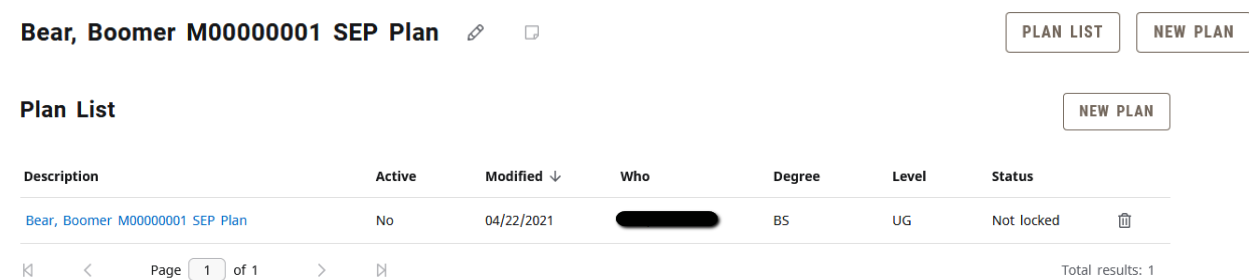 Bear, Boomer M00000001 SEP Plan PLAN LIST NEW PLAN
Plan List NEW PLAN
Description Active Modified Who Degree Level Status
Bear, Boomer M00000001 SEP Plan No 04/22/2021 BS UG Not locked
Page 1 of 1 Total results: 1